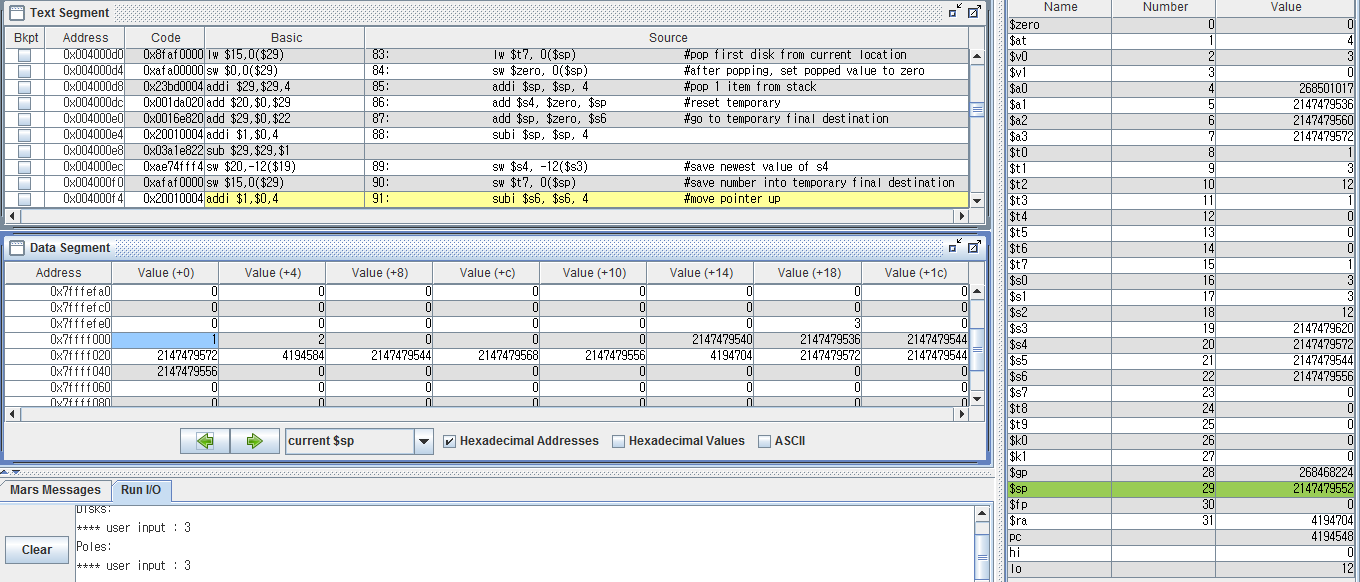 Text Segment
Bkpt Address Code Basic Source
0x004000d0 0x8faf0000 lw $15,0($29) 83: lw $t7, 0($sp) #pop first disk from current location
0x004000d4 0xafa00000 sw $0,0($29) 84: sw $zero, 0($sp) #after popping, set popped value to zero
0x004000d8 0x23bd0004 addi $29,$29,4 85: addi $sp, $sp, 4 #pop 1 item from stack
0x004000dc 0x001da020 add $20,$0,$29 86: add $s4, $zero, $sp #reset temporary
0x004000e0 0x0016e820 add $29,$0,$22 87: add $sp, $zero, $s6 #go to temporary final destination
0x004000e4 0x20010004 addi $1,$0,4 88: subi $sp, $sp, 4
0x004000e8 0x03a1e822 sub $29,$29,$1
0x004000ec 0xae74fff4 sw $20,-12($19) 89: sw $s4, -12($s3) #save newest value of s4
0x004000f0 0xafaf0000 sw $15,0($29) 90: sw $t7, 0($sp) #save number into temporary final destination
0x004000f4 0x20010004 addi $1,$0,4 91: subi $s6, $s6, 4 #move pointer up
Data Segment
Address Value (+0) Value (+4) Value (+8) Value (+c) Value (+10) Value (+14) Value (+18) Value (+1c)
0x7fffefa0 0 0 0 0 0 0 0 0
0x7fffefc0 0 0 0 0 0 0 0 0
0x7fffefe0 0 0 0 0 0 0 3 0
0x7ffff000 1 2 0 0 0 2147479540 2147479536 2147479544
0x7ffff020 2147479572 4194584 2147479544 2147479568 2147479556 4194704 2147479572 2147479544
0x7ffff040 2147479556 0 0 0 0 0 0 0
0x7ffff060 0 0 0 0 0 0 0 0
0x7ffff080 0 0 0 0 0 0 0 0
current $sp Hexadecimal Addresses Hexadecimal Values ASCII
Mars Messages Run I/O
Clear
Disks:
**** user input : 3
Poles:
**** user input : 3
Name Number Value
$zero 0 0
$at 1 4
$v0 2 3
$v1 3 0
$a0 4 268501017
$a1 5 2147479536
$a2 6 2147479560
$a3 7 2147479572
$t0 8 1
$t1 9 3
$t2 10 12
$t3 11 1
$t4 12 0
$t5 13 0
$t6 14 0
$t7 15 1
$s0 16 3
$s1 17 3
$s2 18 12
$s3 19 2147479620
$s4 20 2147479572
$s5 21 2147479544
$s6 22 2147479556
$s7 23 0
$t8 24 0
$t9 25 0
$k0 26 0
$k1 27 0
$gp 28 268468224
$sp 29 2147479552
$fp 30 0
$ra 31 4194704
pc 4194548
hi 0
lo 12